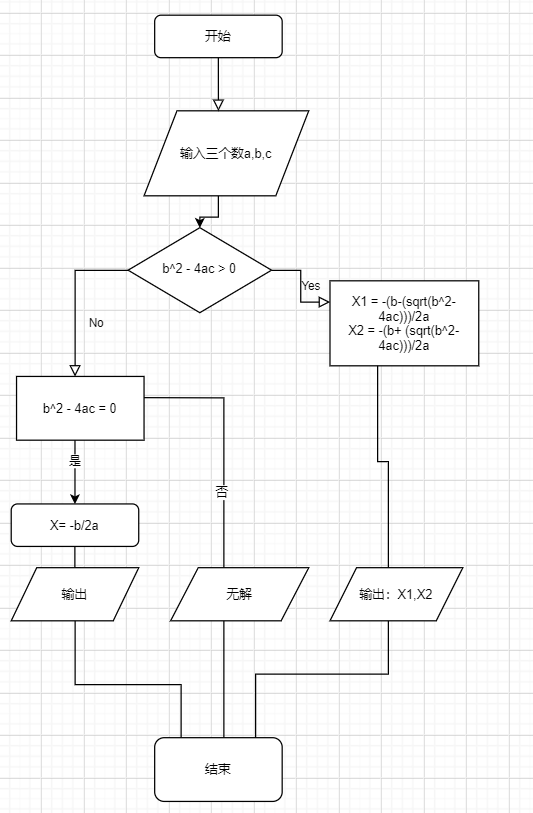 开始
输入三个数a,b,c
b^2 - 4ac > 0
Yes
X1 = -(b-(sqrt(b^2-
4ac)))/2a
X2 = -(b+ (sqrt(b^2-
4ac)))/2a
No
b^2 - 4ac = 0
是
否
X= -b/2a
输出
无解
输出：X1,X2
结束